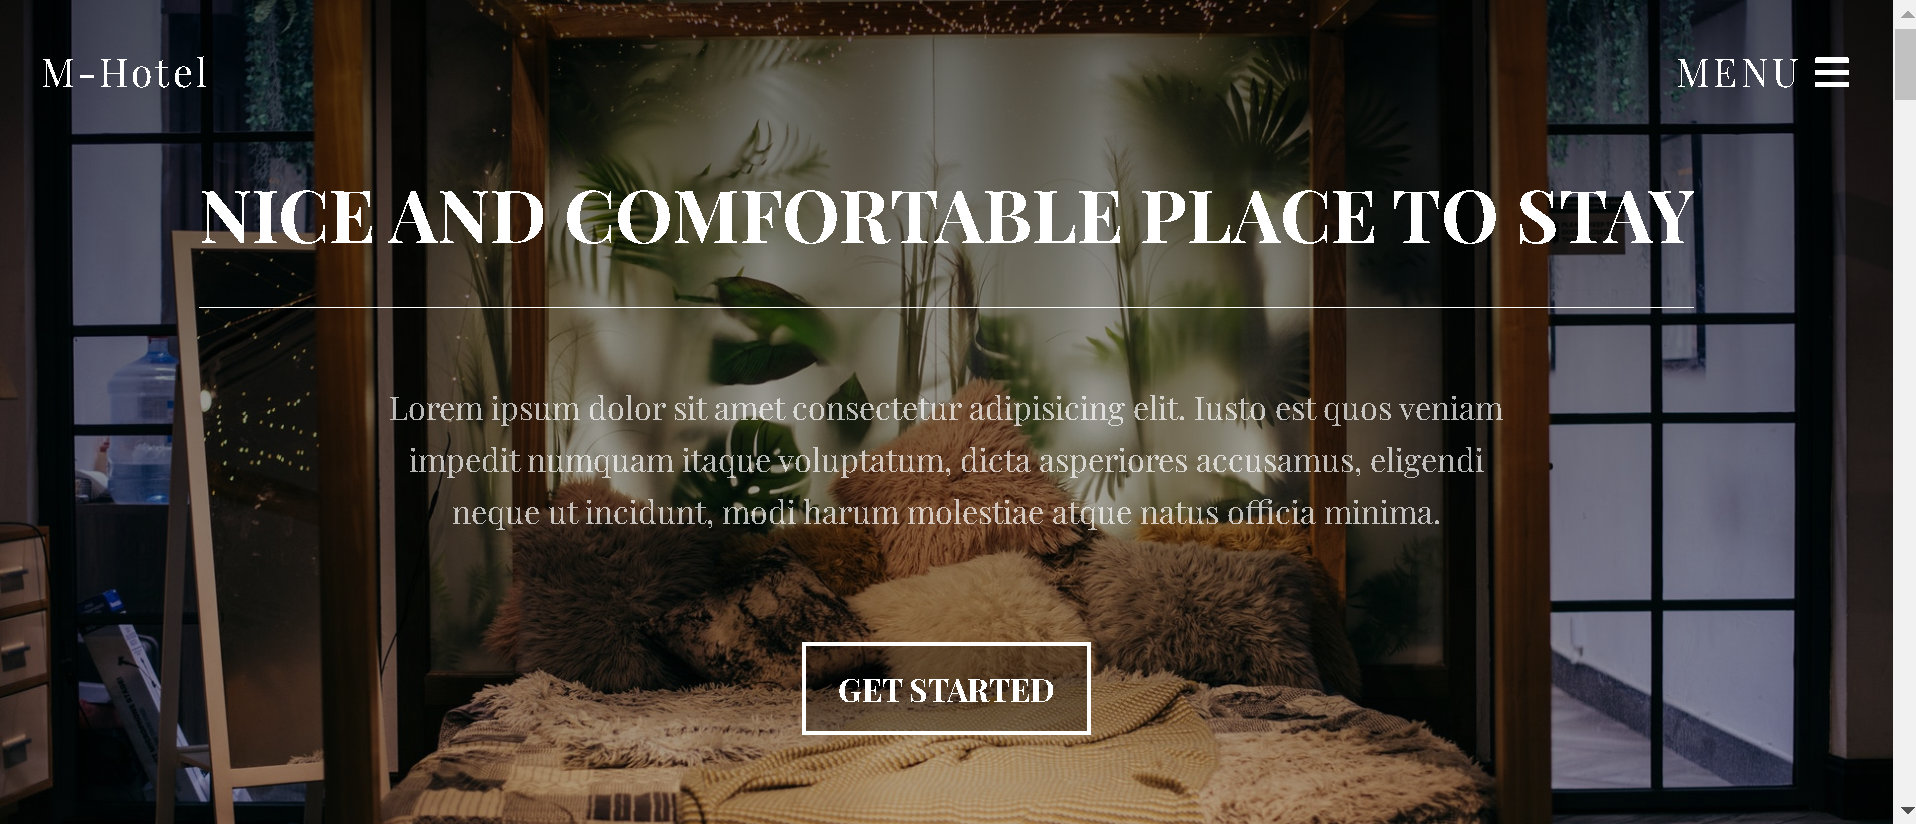 M-Hotel
MENU
NICE AND COMFORTABLE PLACE TO STAY
Lorem ipsum dolor sit amet consectetur adipisicing elit. Iusto est quos veniam
impedit numquam itaque voluptatum, dicta asperiores accusamus, eligendi
neque ut incidunt, modi harum molestiae atque natus officia minima.
GET STARTED